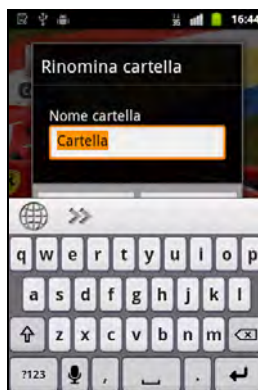 16:44
Rinomina cartella
Nome cartella
Cartella
q w e r t y u i o p
a s d f g h j k l
z x c v b n m
?123 , .